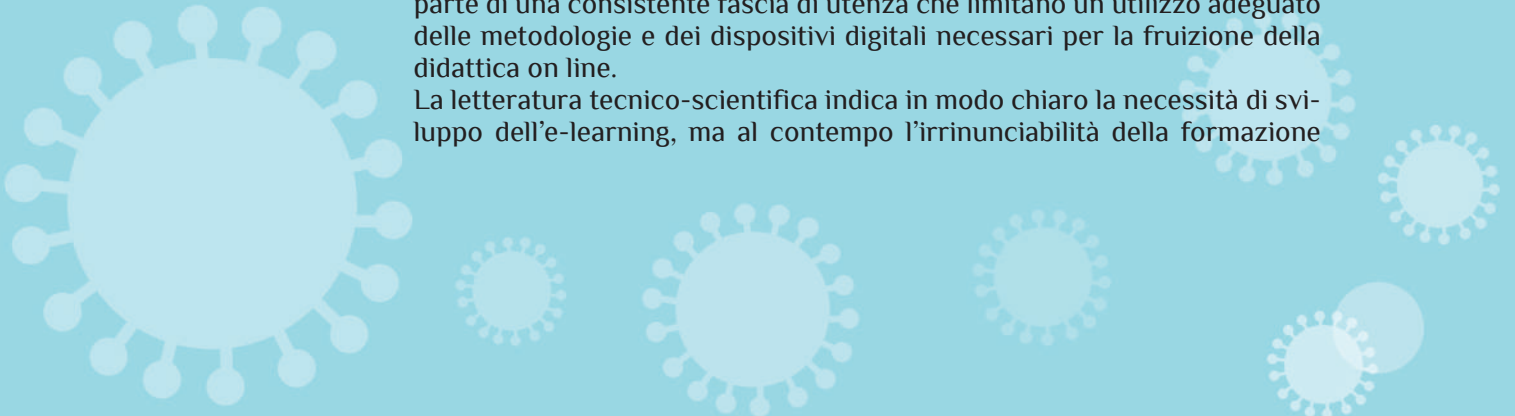 parte di una consistente fascia di utenza che limitano un utilizzo adeguato
delle metodologie e dei dispositivi digitali necessari per la fruizione della
didattica on line.
La letteratura tecnico-scientifica indica in modo chiaro la necessità di svi-
luppo dell’e-learning, ma al contempo l’irrinunciabilità della formazione